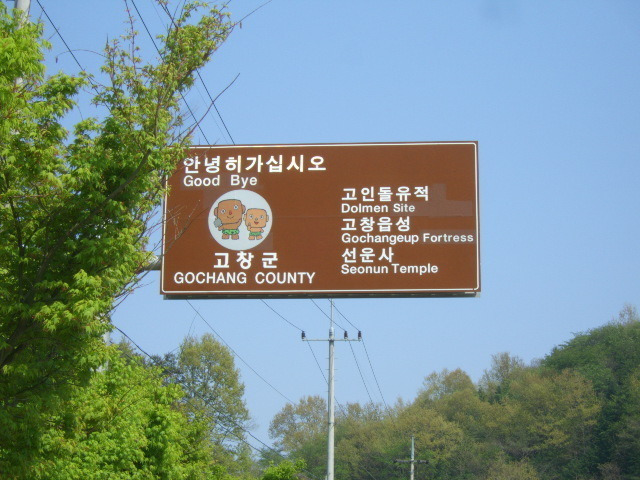 안녕히가십시오
Good Bye
고창군
GOCHANG COUNTY
고인돌유적
Dolmen Site
고창읍성
Gochangeup Fortress
선운사
Seonun Temple